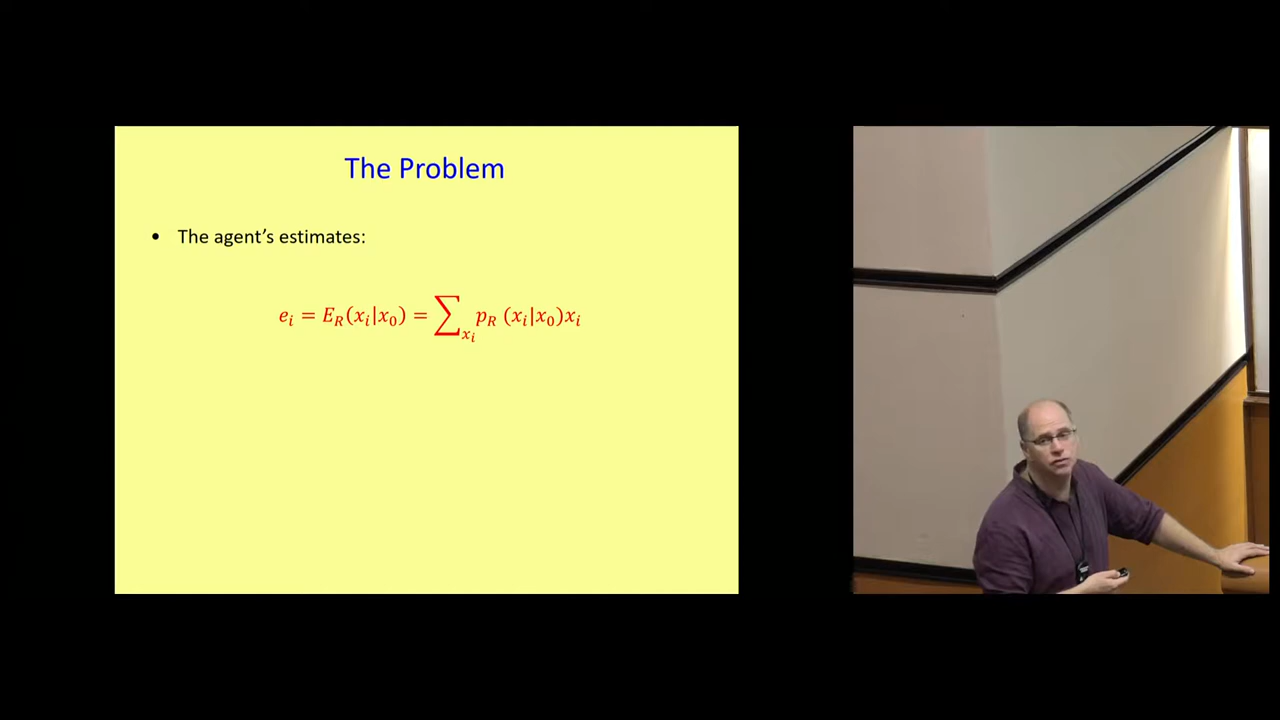 The Problem
• The agent’s estimates:
e_i = E_R(x_i|x_0) = ∑_{x_i} p_R (x_i|x_0)x_i